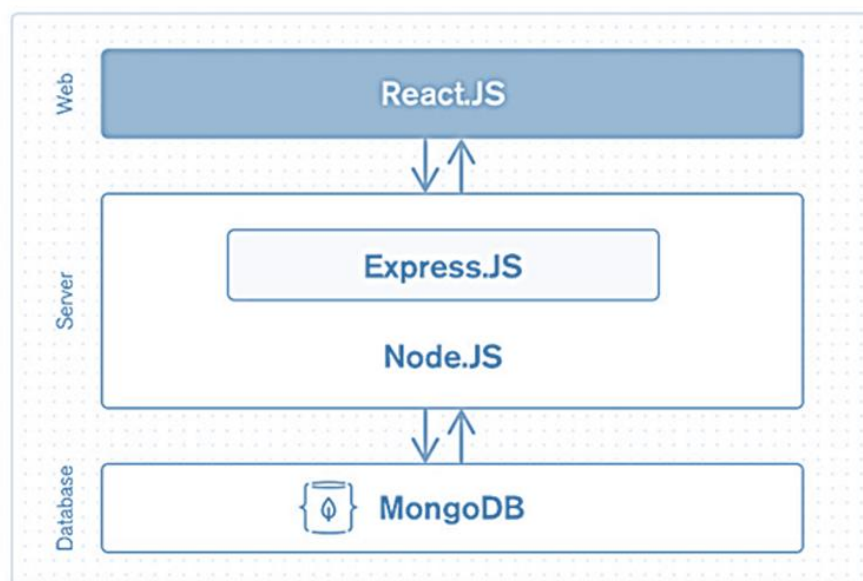 Web
React.JS
Server
Express.JS
Node.JS
Database
MongoDB